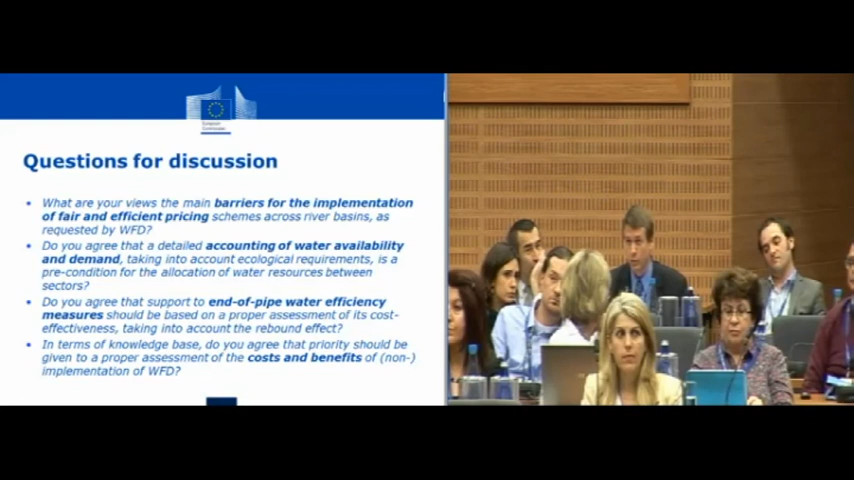 European
Commission
Questions for discussion
• What are your views the main barriers for the implementation
of fair and efficient pricing schemes across river basins, as
requested by WFD?
• Do you agree that a detailed accounting of water availability
and demand, taking into account ecological requirements, is a
pre-condition for the allocation of water resources between
sectors?
• Do you agree that support to end-of-pipe water efficiency
measures should be based on a proper assessment of its cost-
effectiveness, taking into account the rebound effect?
• In terms of knowledge base, do you agree that priority should be
given to a proper assessment of the costs and benefits of (non-)
implementation of WFD?